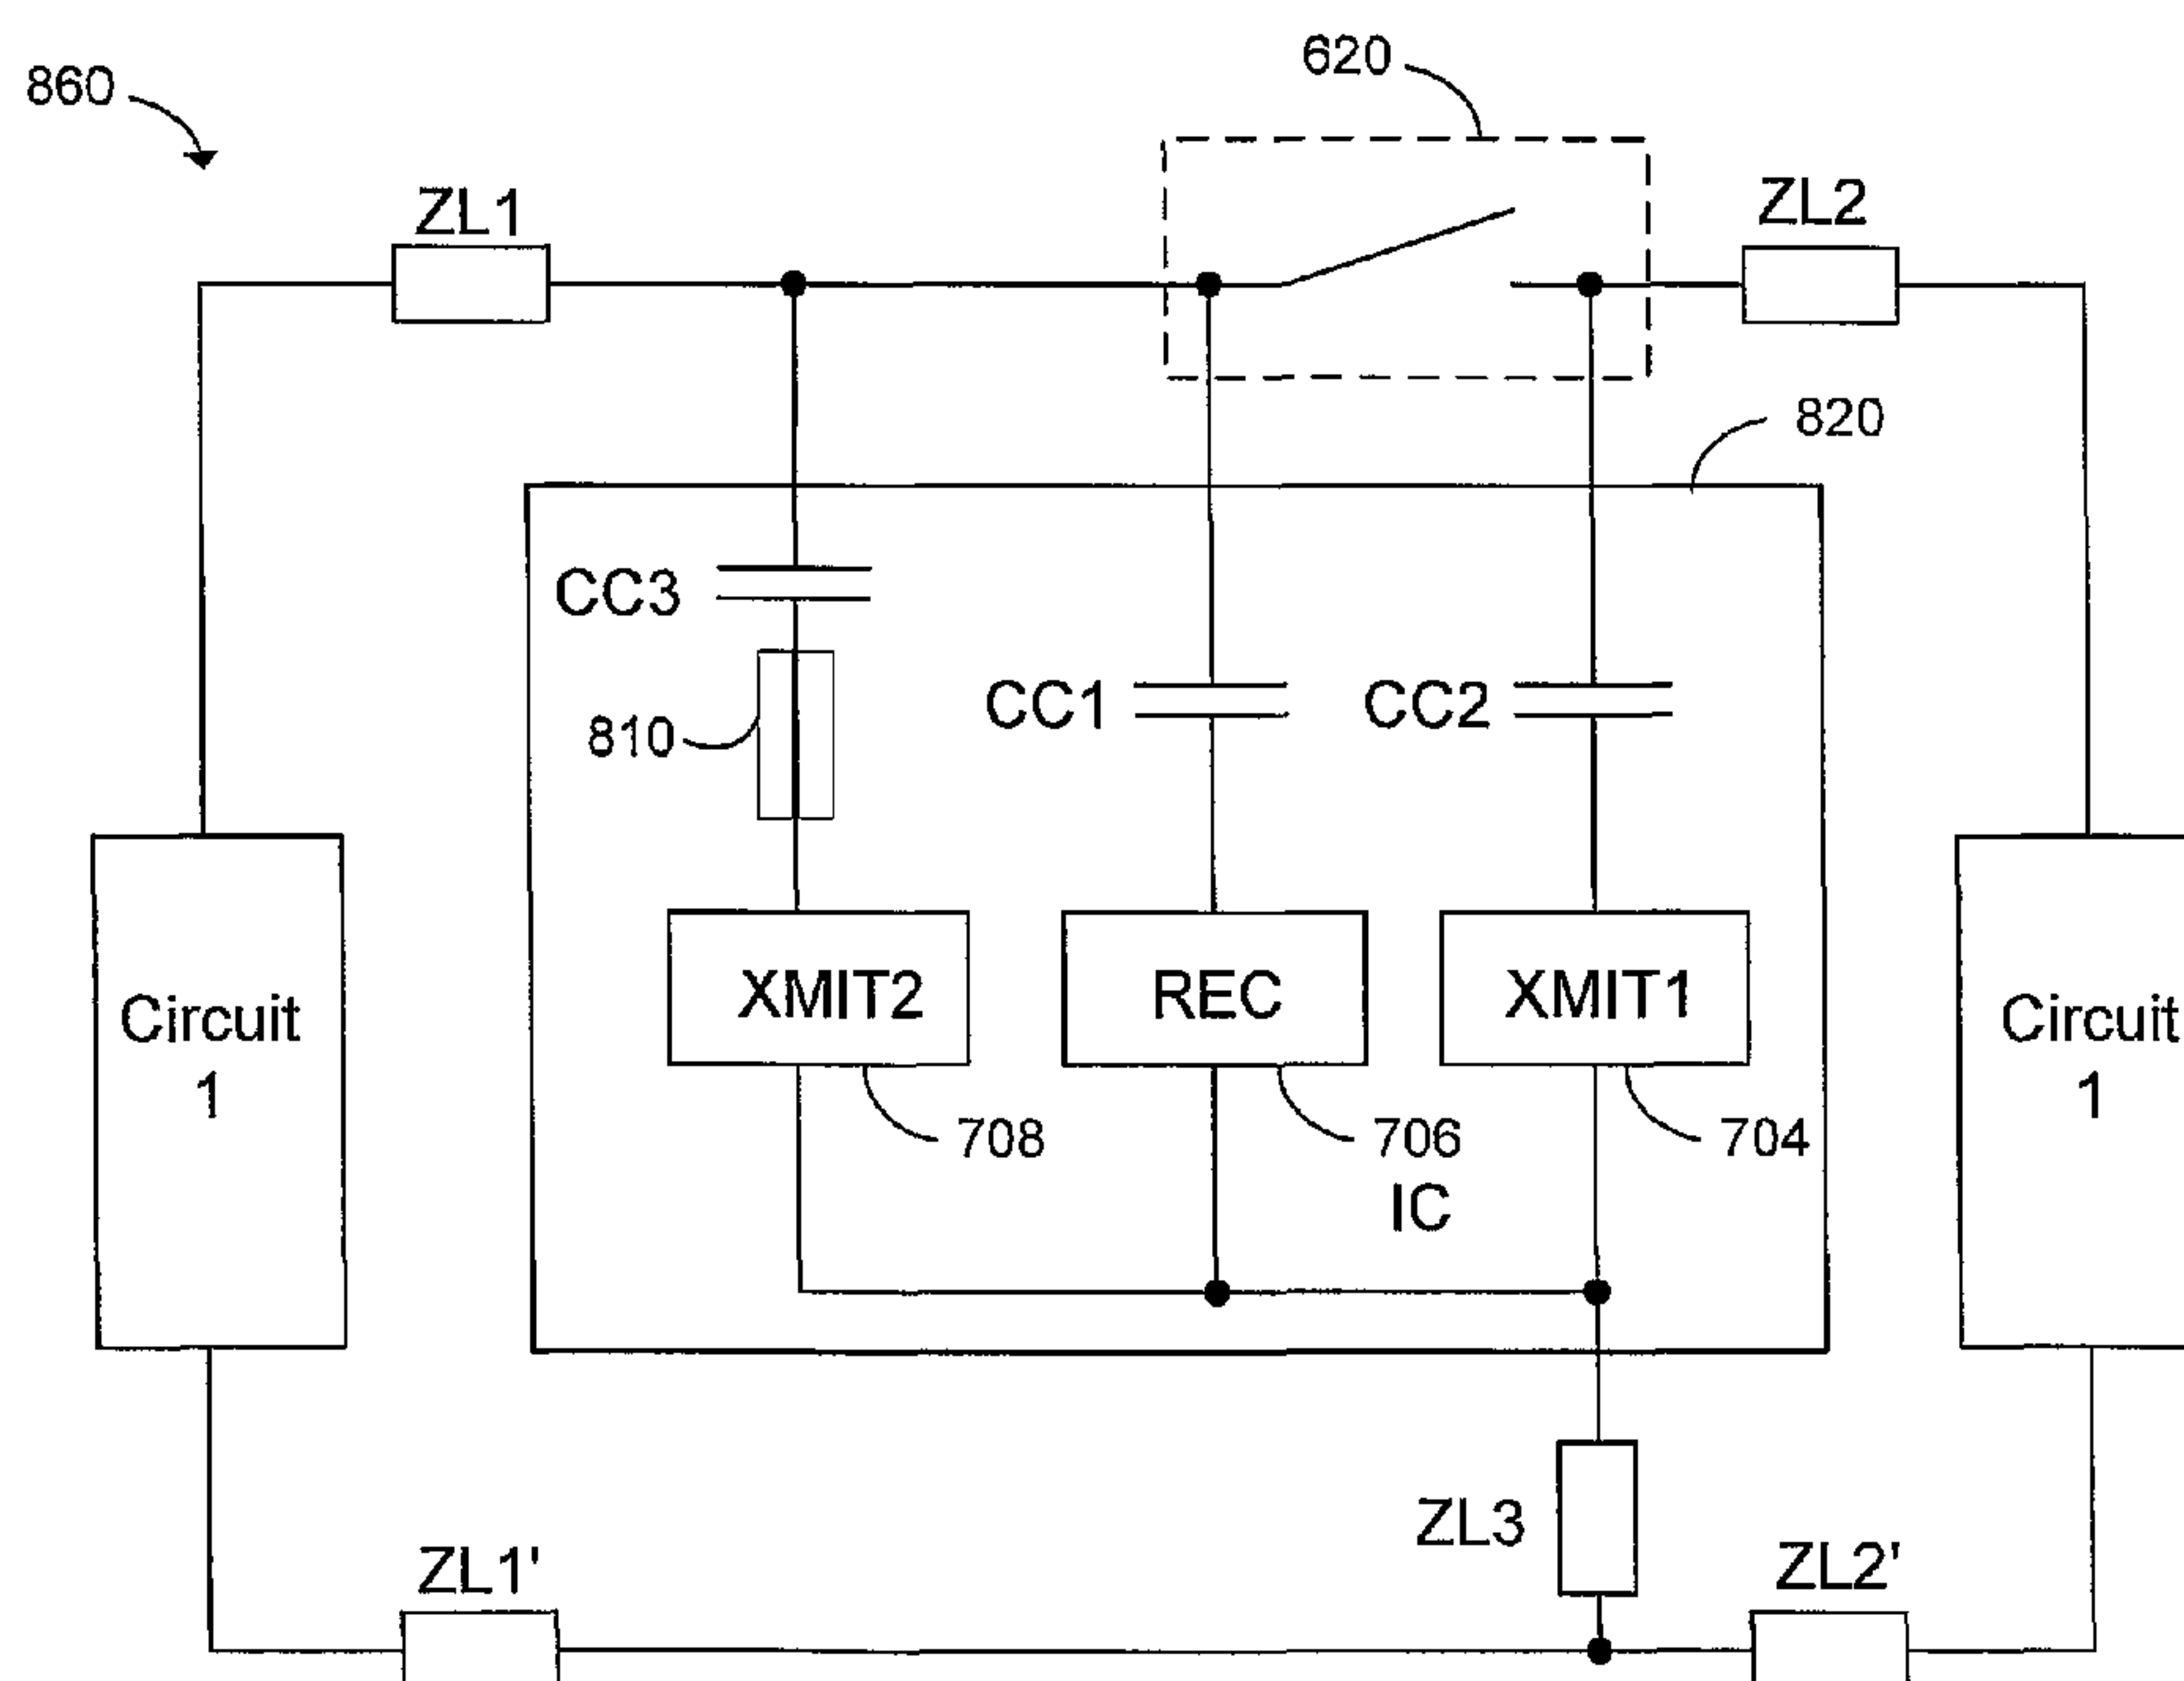 620
860
ZL1
ZL2
820
CC3
CC1
CC2
810
XMIT2
REC
XMIT1
Circuit
1
Circuit
1
708
706
704
IC
ZL3
ZL1'
ZL2'